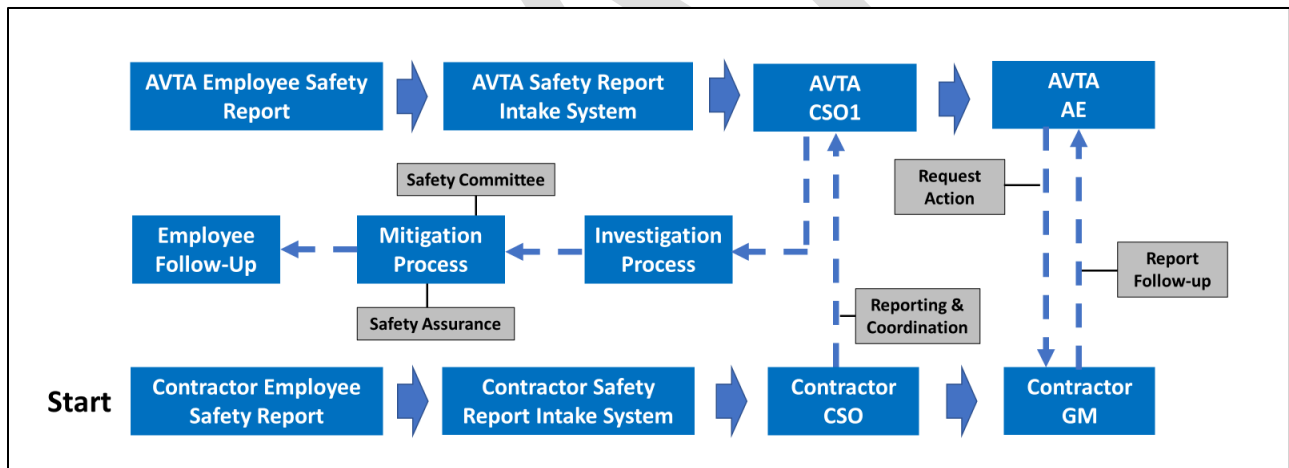 AVTA Employee Safety
Report
AVTA Safety Report
Intake System
AVTA
CSO1
AVTA
AE
Safety Committee
Request
Action
Employee
Follow-Up
Mitigation
Process
Investigation
Process
Report
Follow-up
Safety Assurance
Reporting &
Coordination
Start
Contractor Employee
Safety Report
Contractor Safety
Report Intake System
Contractor
CSO
Contractor
GM